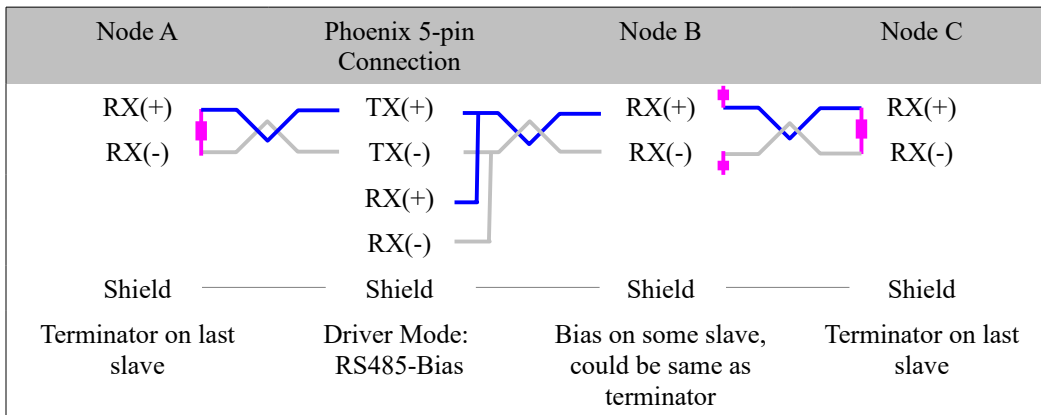 Node A
Phoenix 5-pin
Connection
Node B
Node C
RX(+)
TX(+)
RX(+)
RX(+)
RX(-)
TX(-)
RX(-)
RX(-)
RX(+)
RX(-)
Shield
Shield
Shield
Shield
Terminator on last
slave
Driver Mode:
RS485-Bias
Bias on some slave,
could be same as
terminator
Terminator on last
slave